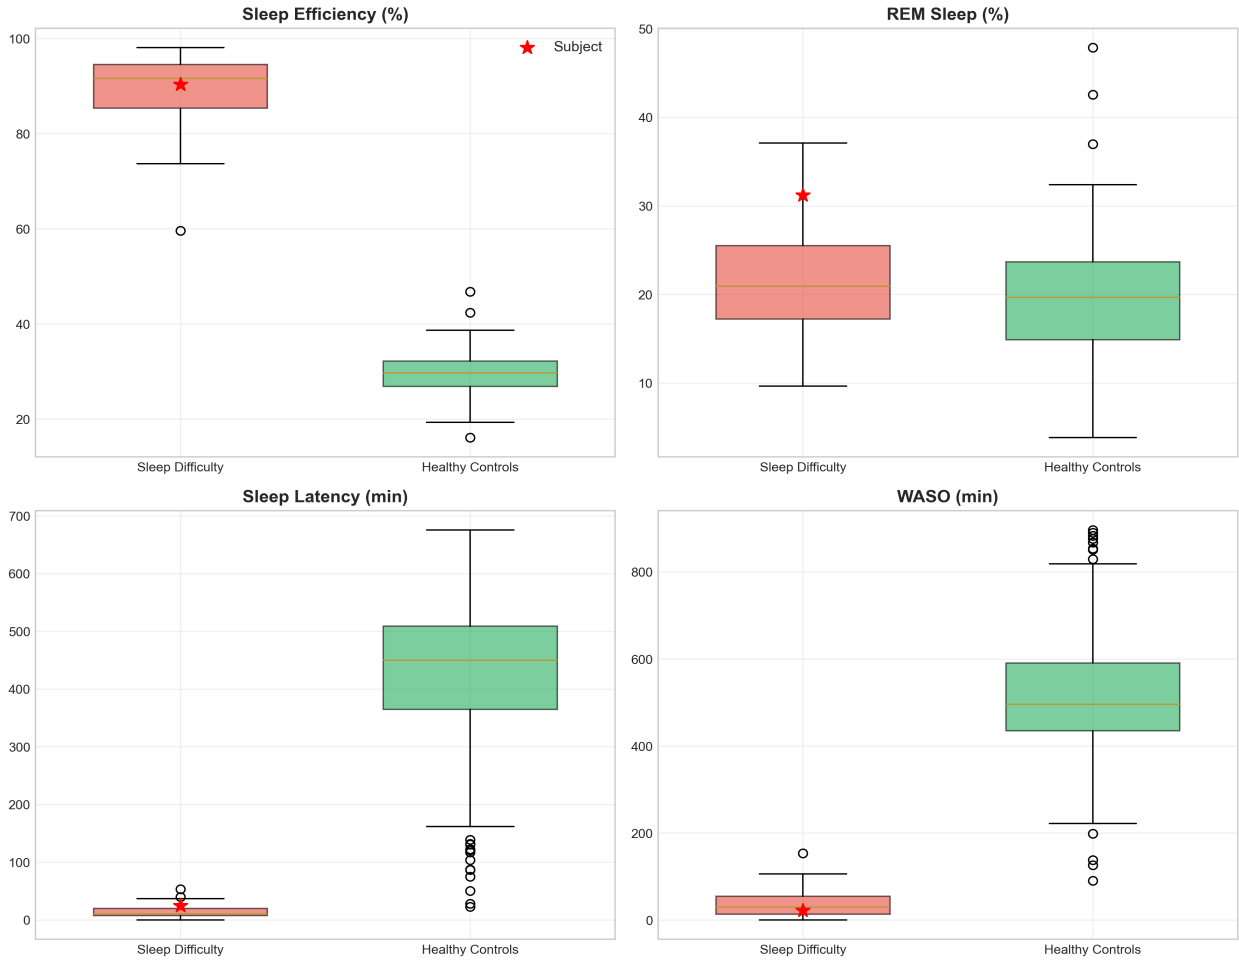 Sleep Efficiency (%)
100
80
60
40
20
Subject
Sleep Difficulty
Healthy Controls
REM Sleep (%)
50
40
30
20
10
Sleep Difficulty
Healthy Controls
Sleep Latency (min)
700
600
500
400
300
200
100
0
Sleep Difficulty
Healthy Controls
WASO (min)
800
600
400
200
0
Sleep Difficulty
Healthy Controls